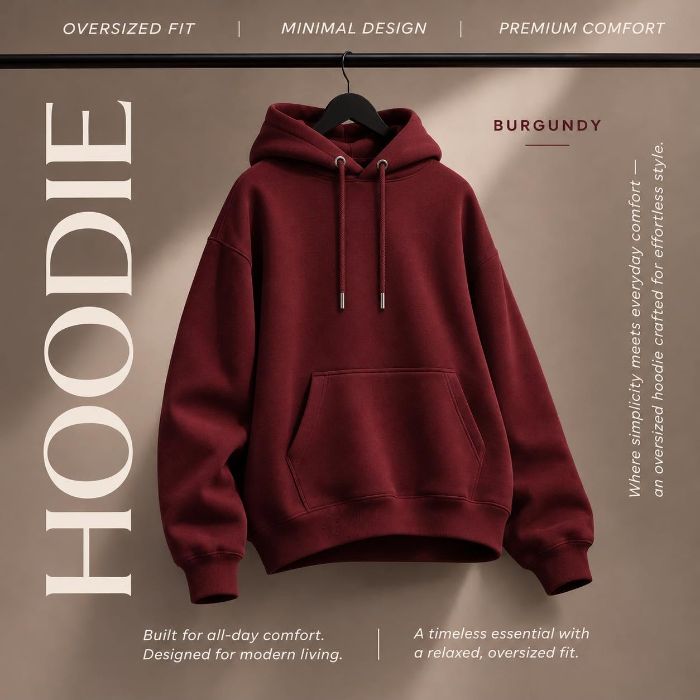 OVERSIZED FIT | MINIMAL DESIGN | PREMIUM COMFORT
HOODIE
BURGUNDY
Where simplicity meets everyday comfort —
an oversized hoodie crafted for effortless style.
Built for all-day comfort.
Designed for modern living.
A timeless essential with
a relaxed, oversized fit.